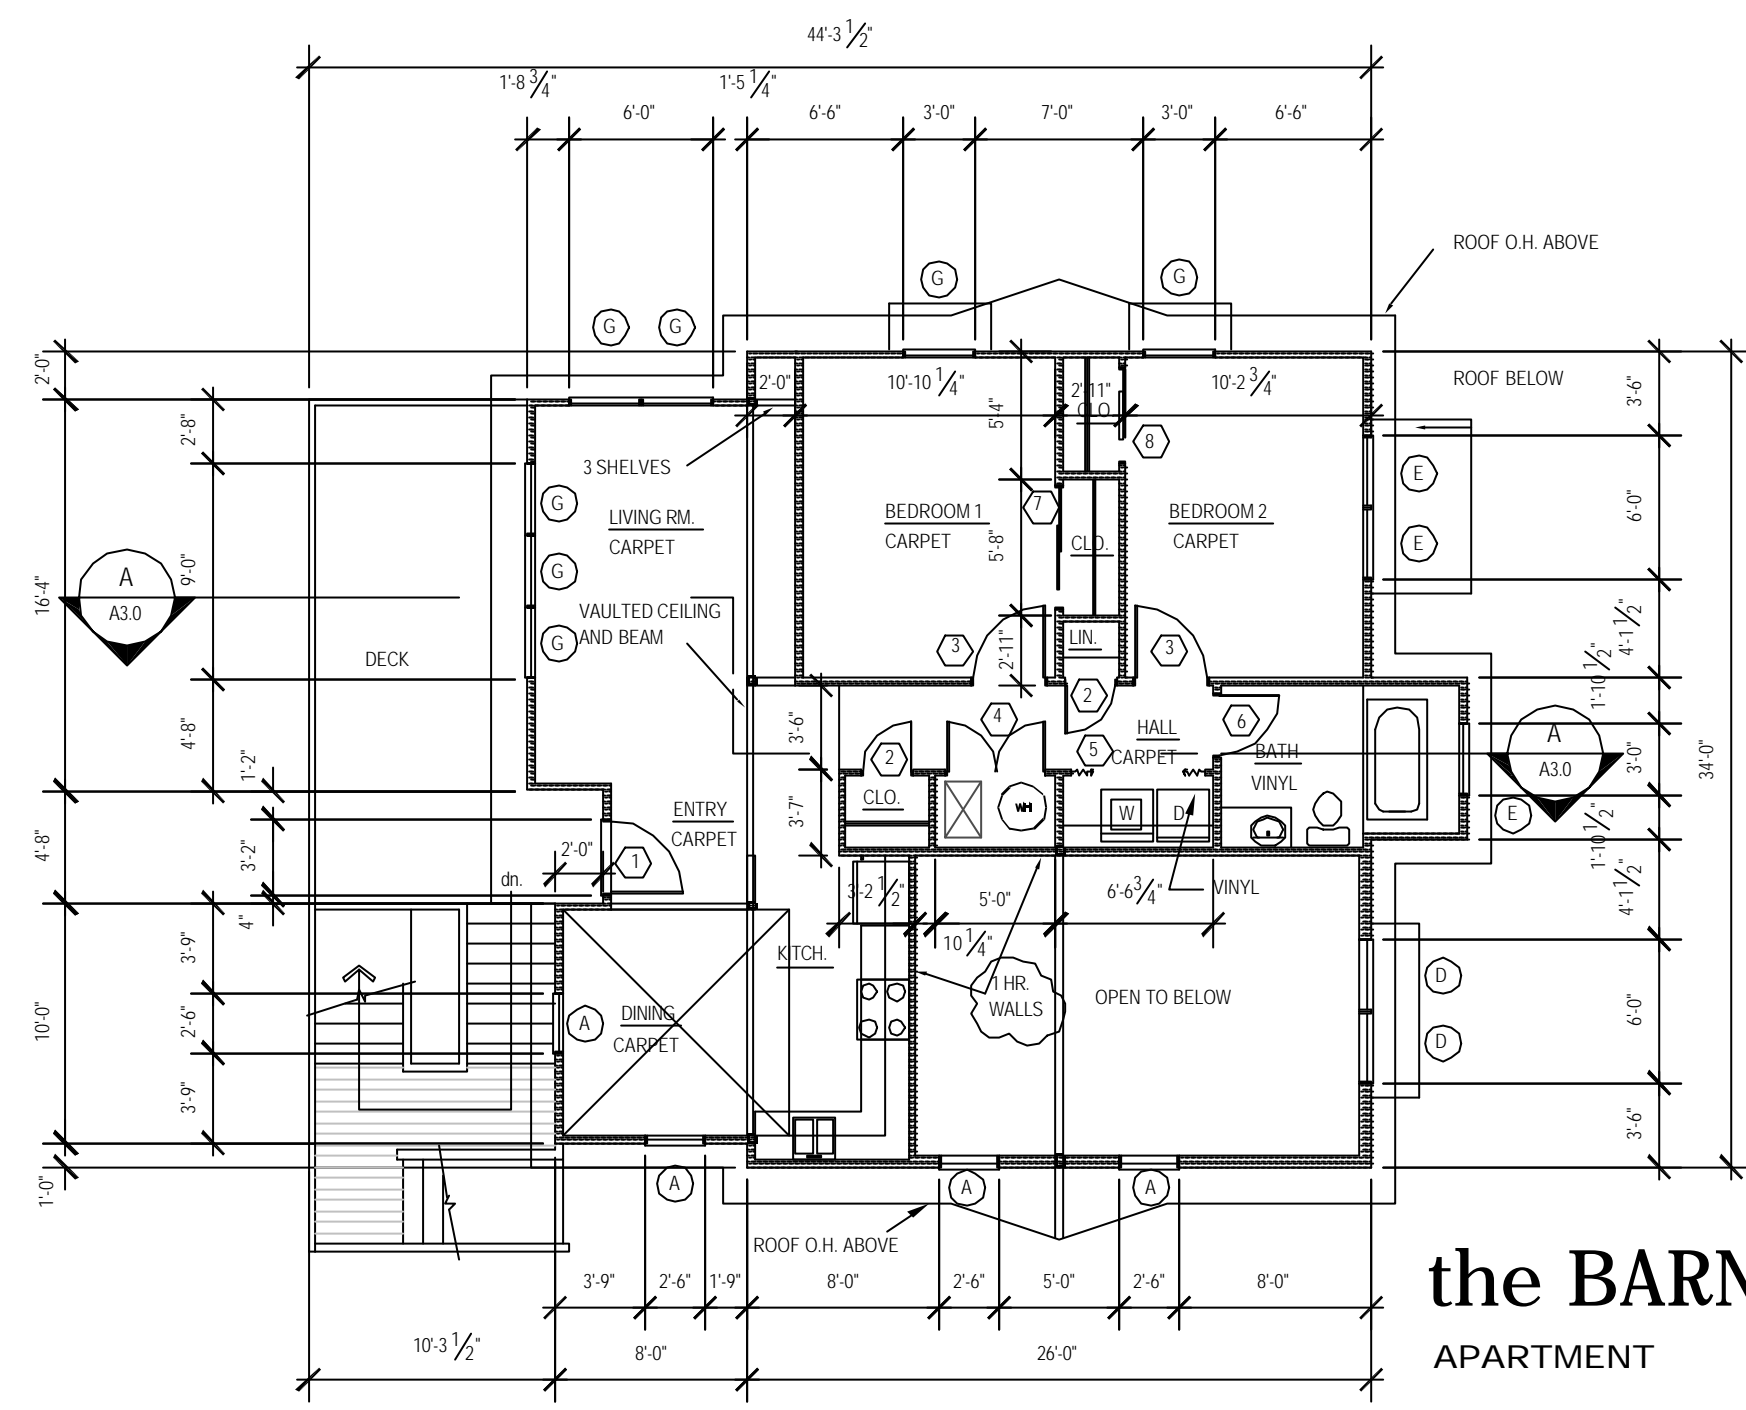 44'-3 1/2"
1'-8 3/4"
1'-5 1/4"
6'-0"
6'-6"
3'-0"
7'-0"
3'-0"
6'-6"
ROOF O.H. ABOVE
G
G
G
G
2'-0"
2'-0"
10'-10 1/4"
2'-11"
CLO.
10'-2 3/4"
ROOF BELOW
3'-6"
2'-8"
5'-4"
8
3 SHELVES
E
G
7
6'-0"
LIVING RM.
CARPET
BEDROOM 1
CARPET
BEDROOM 2
CARPET
5'-8"
CLO.
E
A
A3.0
16'-4"
9'-0"
G
VAULTED CEILING
AND BEAM
G
4'-1 1/2"
LIN.
3
2'-11"
3
DECK
1'-10 1/2"
2
4
6
3'-6"
HALL
CARPET
5
BATH
VINYL
4'-8"
1'-2"
2
A
A3.0
3'-0"
34'-0"
CLO.
WH
W
D
E
ENTRY
CARPET
3'-7"
1'-10 1/2"
4'-8"
3'-2"
2'-0"
1
dn.
3'-2 1/2"
5'-0"
6'-6 3/4"
VINYL
4'-1 1/2"
4"
10 1/4"
3'-9"
KITCH.
1 HR.
WALLS
OPEN TO BELOW
D
10'-0"
2'-6"
A
DINING
CARPET
6'-0"
D
3'-9"
3'-6"
1'-0"
A
A
A
ROOF O.H. ABOVE
3'-9"
2'-6"
1'-9"
8'-0"
2'-6"
5'-0"
2'-6"
8'-0"
10'-3 1/2"
8'-0"
26'-0"
the BARN
APARTMENT